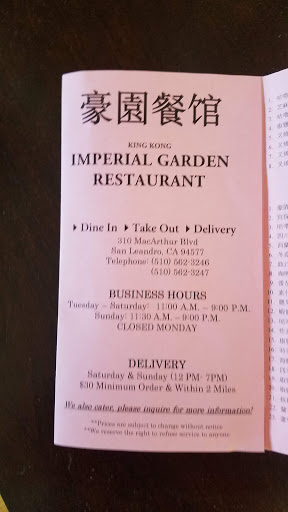 豪園餐馆
KING KONG
IMPERIAL GARDEN
RESTAURANT
▶ Dine In ▶ Take Out ▶ Delivery
310 MacArthur Blvd
San Leandro, CA 94577
Telephone: (510) 562-3246
(510) 562-3247
BUSINESS HOURS
Tuesday – Saturday: 11:00 A.M. – 9:00 P.M.
Sunday: 11:30 A.M. – 9:00 P.M.
CLOSED MONDAY
DELIVERY
Saturday & Sunday (12 PM- 7PM)
$30 Minimum Order & Within 2 Miles
We also cater, please inquire for more information!
**Prices are subject to change without notice
**We reserve the right to refuse service to anyone